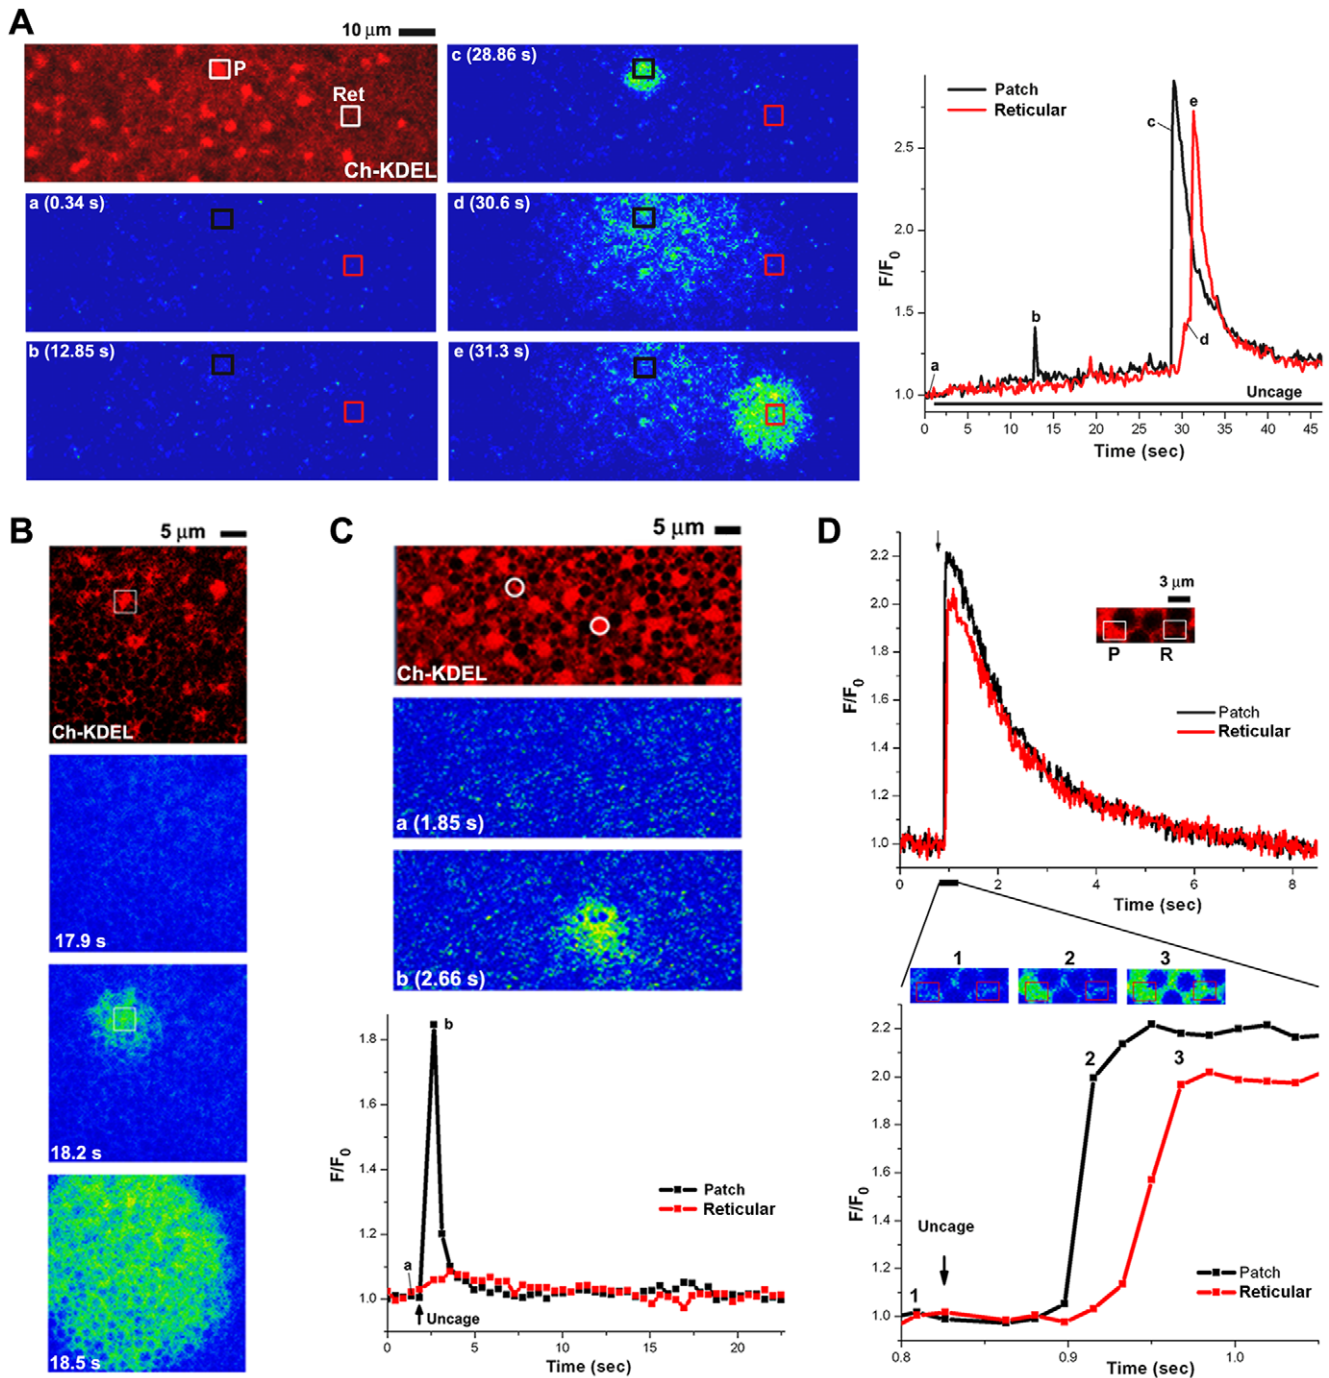 A
10 μm
P
Ret
Ch-KDEL
a (0.34 s)
b (12.85 s)
c (28.86 s)
d (30.6 s)
e (31.3 s)
Patch
Reticular
c
e
b
d
a
Uncage
F/F0
2.5
2.0
1.5
1.0
0 5 10 15 20 25 30 35 40 45
Time (sec)
B
5 μm
Ch-KDEL
17.9 s
18.2 s
18.5 s
C
5 μm
Ch-KDEL
a (1.85 s)
b (2.66 s)
b
a
Uncage
Patch
Reticular
F/F0
1.8
1.6
1.4
1.2
1.0
0 5 10 15 20
Time (sec)
D
3 μm
P R
Patch
Reticular
F/F0
2.2
2.0
1.8
1.6
1.4
1.2
1.0
0 2 4 6 8
Time (sec)
1 2 3
2
3
1
Uncage
Patch
Reticular
F/F0
2.2
2.0
1.8
1.6
1.4
1.2
1.0
0.8 0.9 1.0
Time (sec)